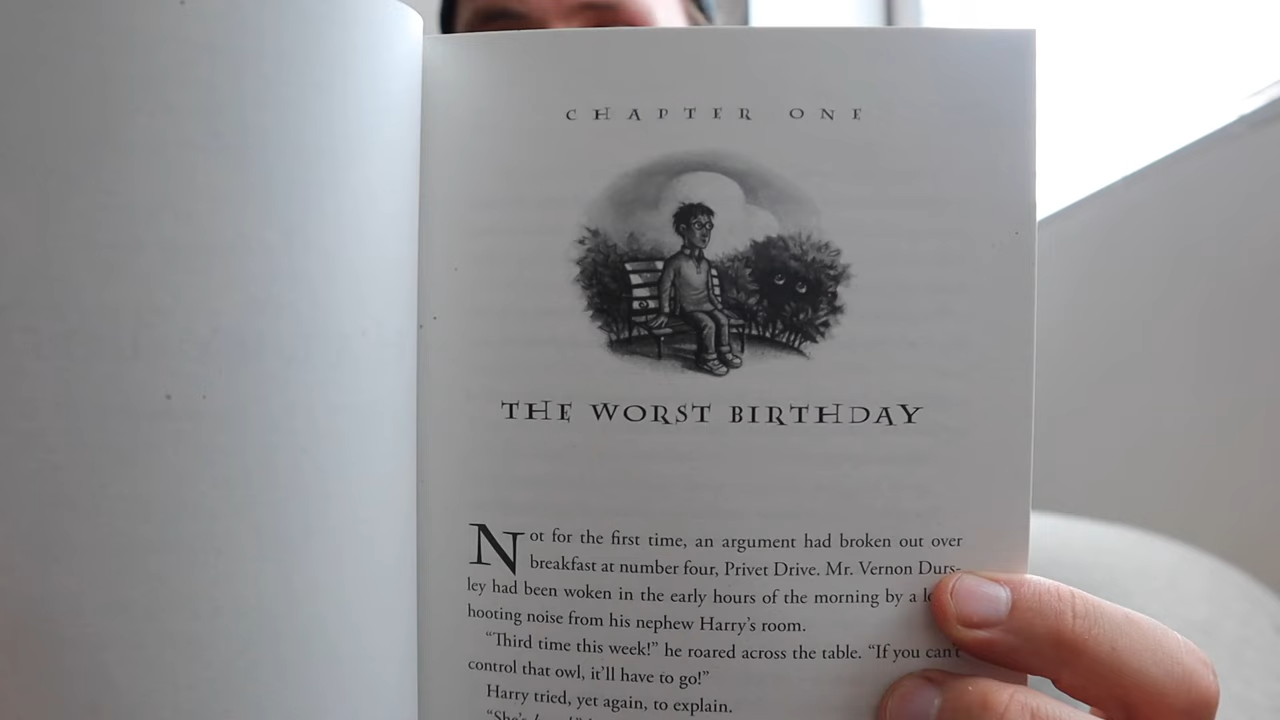 CHAPTER ONE
THE WORST BIRTHDAY
Not for the first time, an argument had broken out over
breakfast at number four, Privet Drive. Mr. Vernon Durs-
ley had been woken in the early hours of the morning by a
hooting noise from his nephew Harry's room.
“Third time this week!” he roared across the table. “If you can't
control that owl, it'll have to go!”
Harry tried, yet again, to explain.
“She's